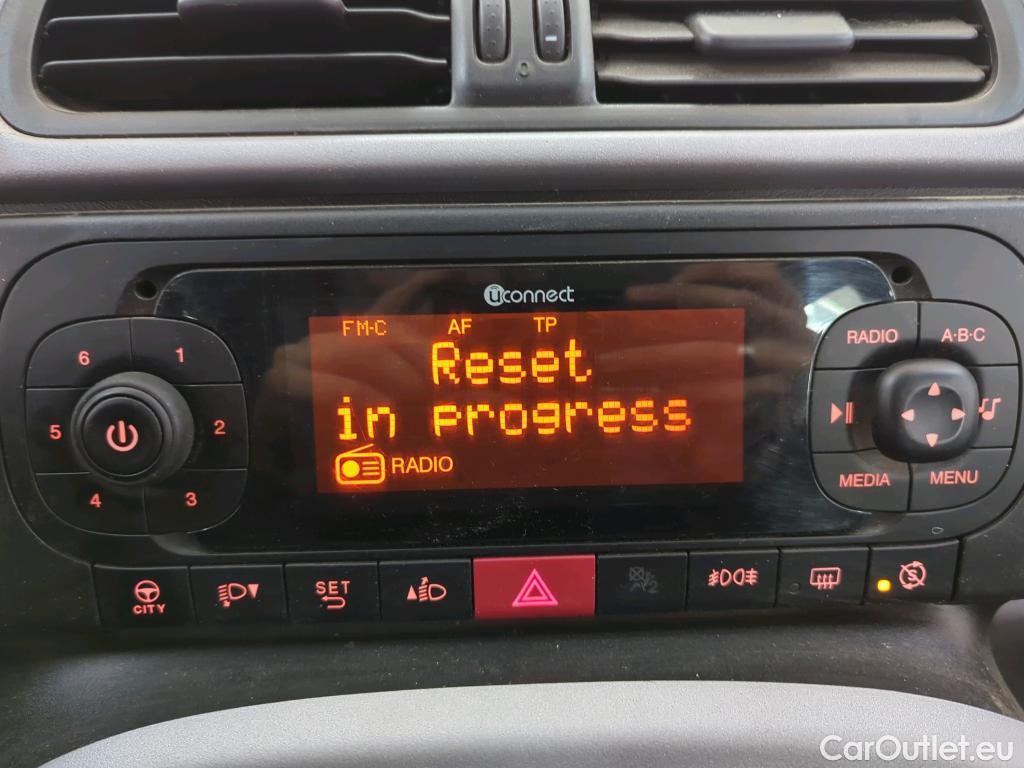 0
uconnect
FM-C AF TP
Reset
in progress
RADIO
6 1
5 2
4 3
RADIO A·B·C
MEDIA MENU
CITY
SET
S
CarOutlet.eu